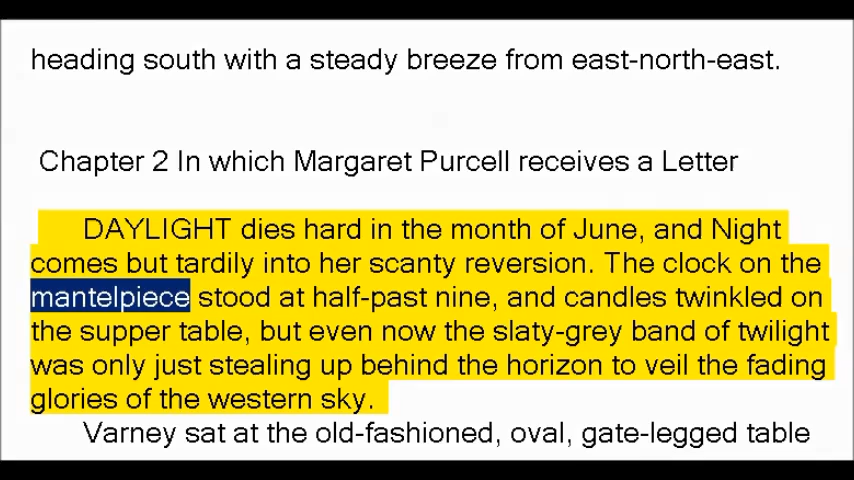 heading south with a steady breeze from east-north-east.
Chapter 2 In which Margaret Purcell receives a Letter
DAYLIGHT dies hard in the month of June, and Night
comes but tardily into her scanty reversion. The clock on the
mantelpiece stood at half-past nine, and candles twinkled on
the supper table, but even now the slaty-grey band of twilight
was only just stealing up behind the horizon to veil the fading
glories of the western sky.
Varney sat at the old-fashioned, oval, gate-legged table